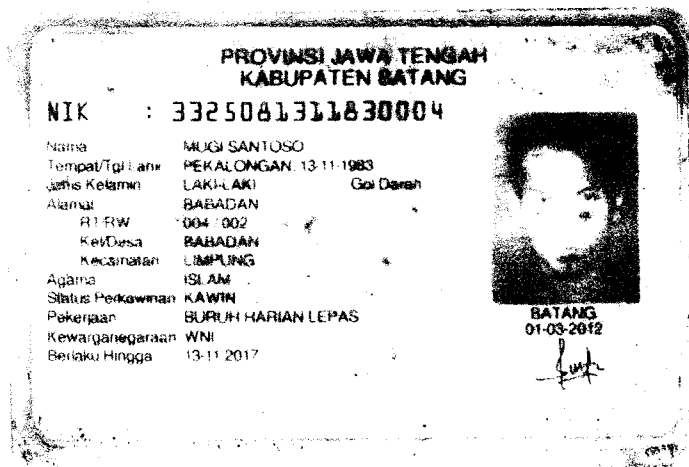 PROVINSI JAWA TENGAH
KABUPATEN BATANG
NIK : 3325081311830004
Nama MUGI SANTOSO
Tempat/Tgl Lahir PEKALONGAN, 13-11-1983
Jenis Kelamin LAKI-LAKI Gol Darah
Alamat BABADAN
RT/RW 004 / 002
Kel/Desa BABADAN
Kecamatan LIMPUNG
Agama ISLAM
Status Perkawinan KAWIN
Pekerjaan BURUH HARIAN LEPAS
Kewarganegaraan WNI
Berlaku Hingga 13-11-2017
BATANG
01-03-2012